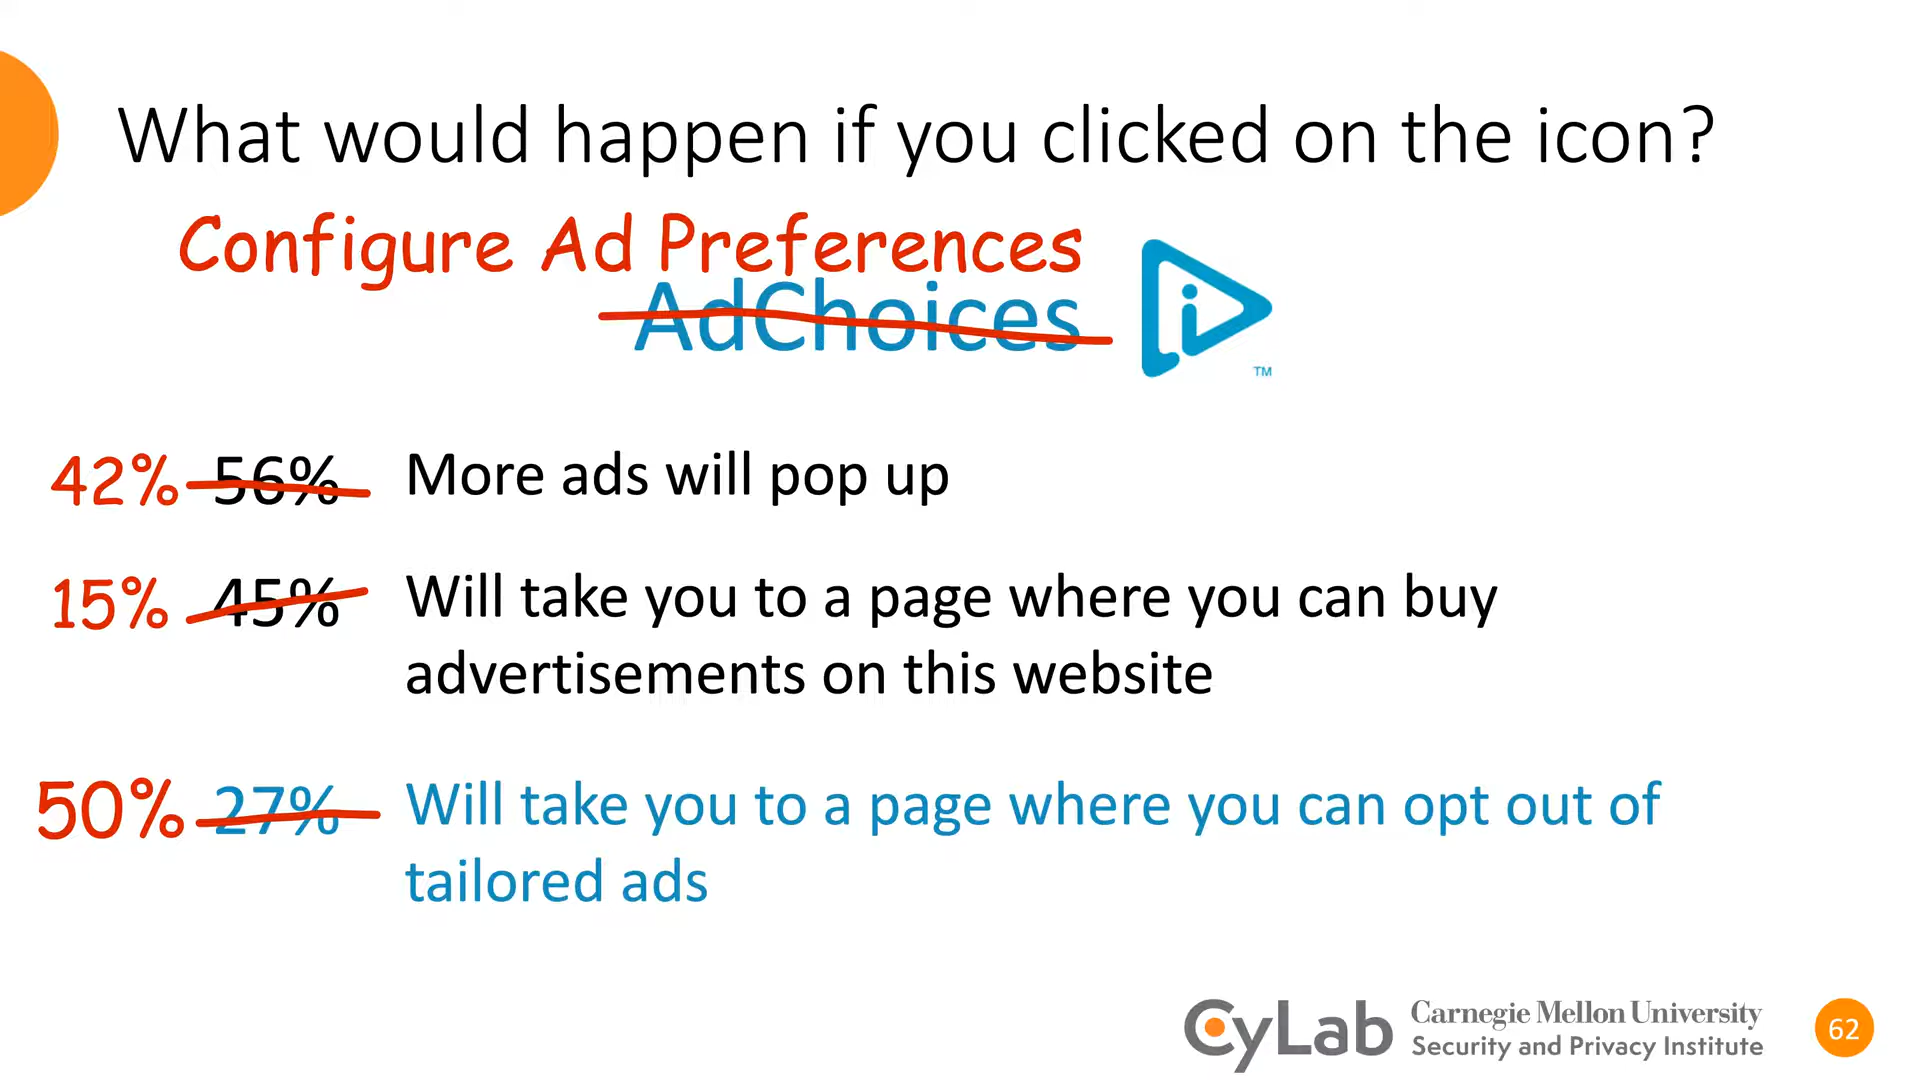 What would happen if you clicked on the icon?
Configure Ad Preferences
AdChoices
TM
42% 56% More ads will pop up
15% 45% Will take you to a page where you can buy
advertisements on this website
50% 27% Will take you to a page where you can opt out of
tailored ads
CyLab Carnegie Mellon University
Security and Privacy Institute
62